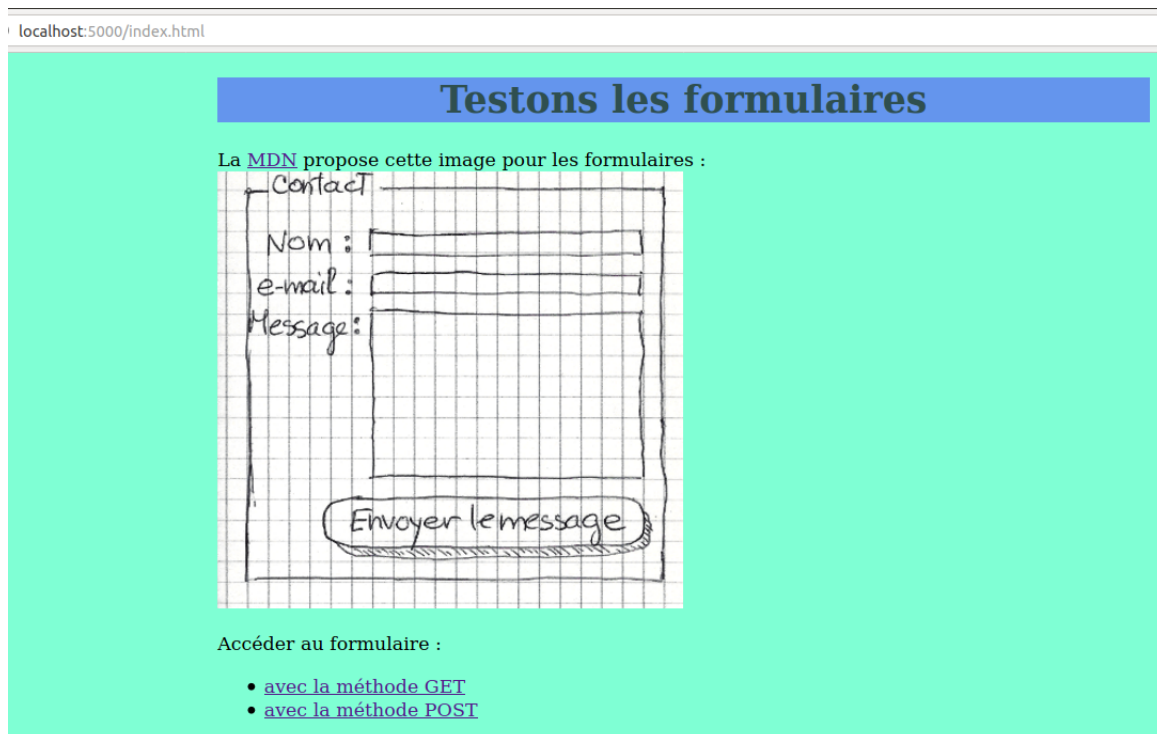 localhost:5000/index.html
Testons les formulaires
La MDN propose cette image pour les formulaires :
Contact
Nom :
e-mail :
Message :
Envoyer le message
Accéder au formulaire :
• avec la méthode GET
• avec la méthode POST